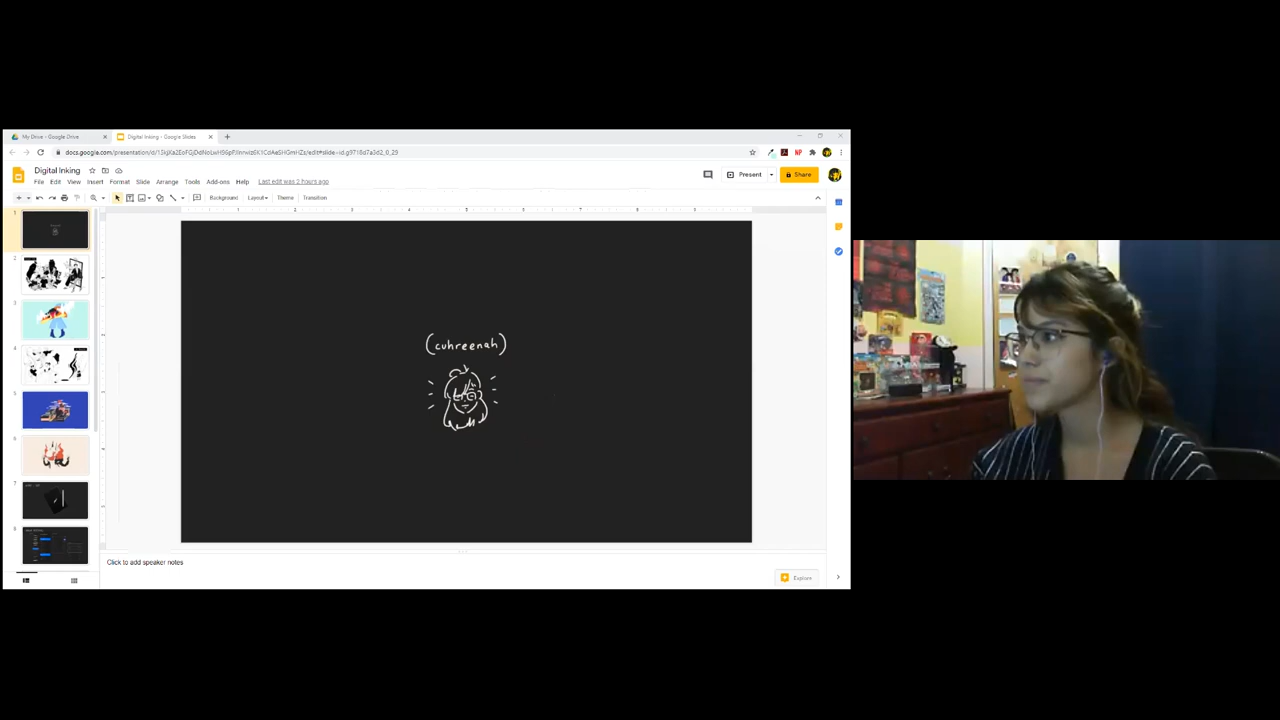 My Drive - Google Drive
Digital Inking - Google Slides
Digital Inking
File Edit View Insert Format Slide Arrange Tools Add-ons Help Last edit was 2 hours ago
Present
Share
Background Layout Theme Transition
(cuhreenah)
Click to add speaker notes
Explore